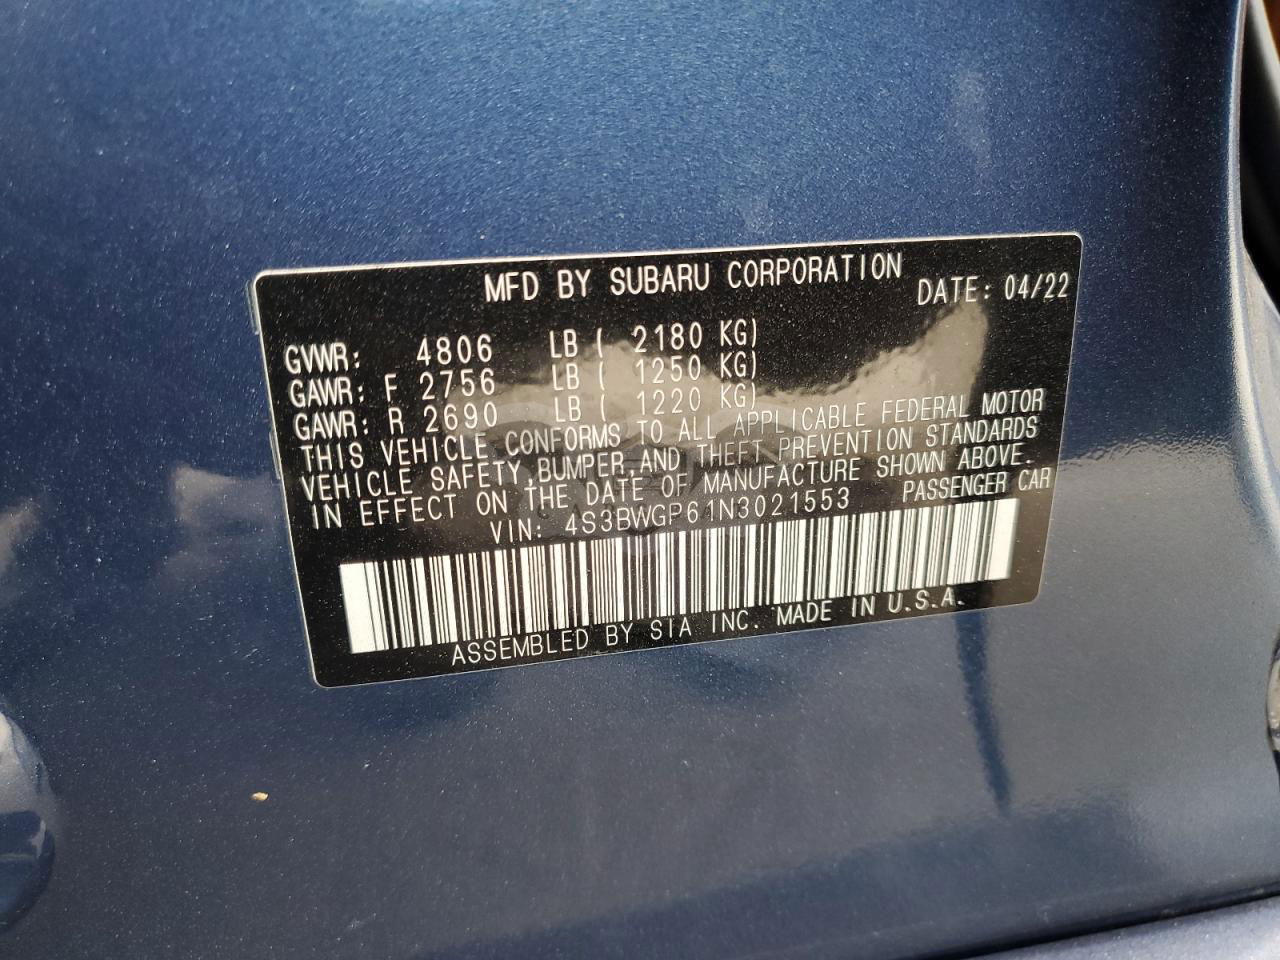 MFD BY SUBARU CORPORATION
DATE: 04/22
GVWR: 4806 LB ( 2180 KG)
GAWR: F 2756 LB ( 1250 KG)
GAWR: R 2690 LB ( 1220 KG)
THIS VEHICLE CONFORMS TO ALL APPLICABLE FEDERAL MOTOR
VEHICLE SAFETY, BUMPER, AND THEFT PREVENTION STANDARDS
IN EFFECT ON THE DATE OF MANUFACTURE SHOWN ABOVE.
VIN: 4S3BWGP61N3021553 PASSENGER CAR
ASSEMBLED BY SIA INC. MADE IN U.S.A.